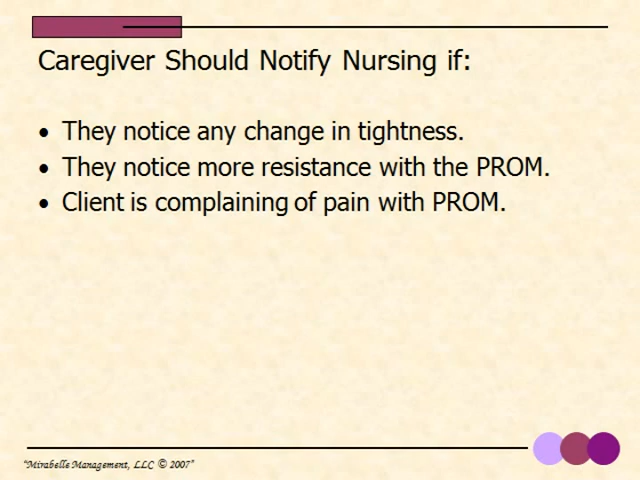 Caregiver Should Notify Nursing if:
• They notice any change in tightness.
• They notice more resistance with the PROM.
• Client is complaining of pain with PROM.
"Mirabelle Management, LLC © 2007"